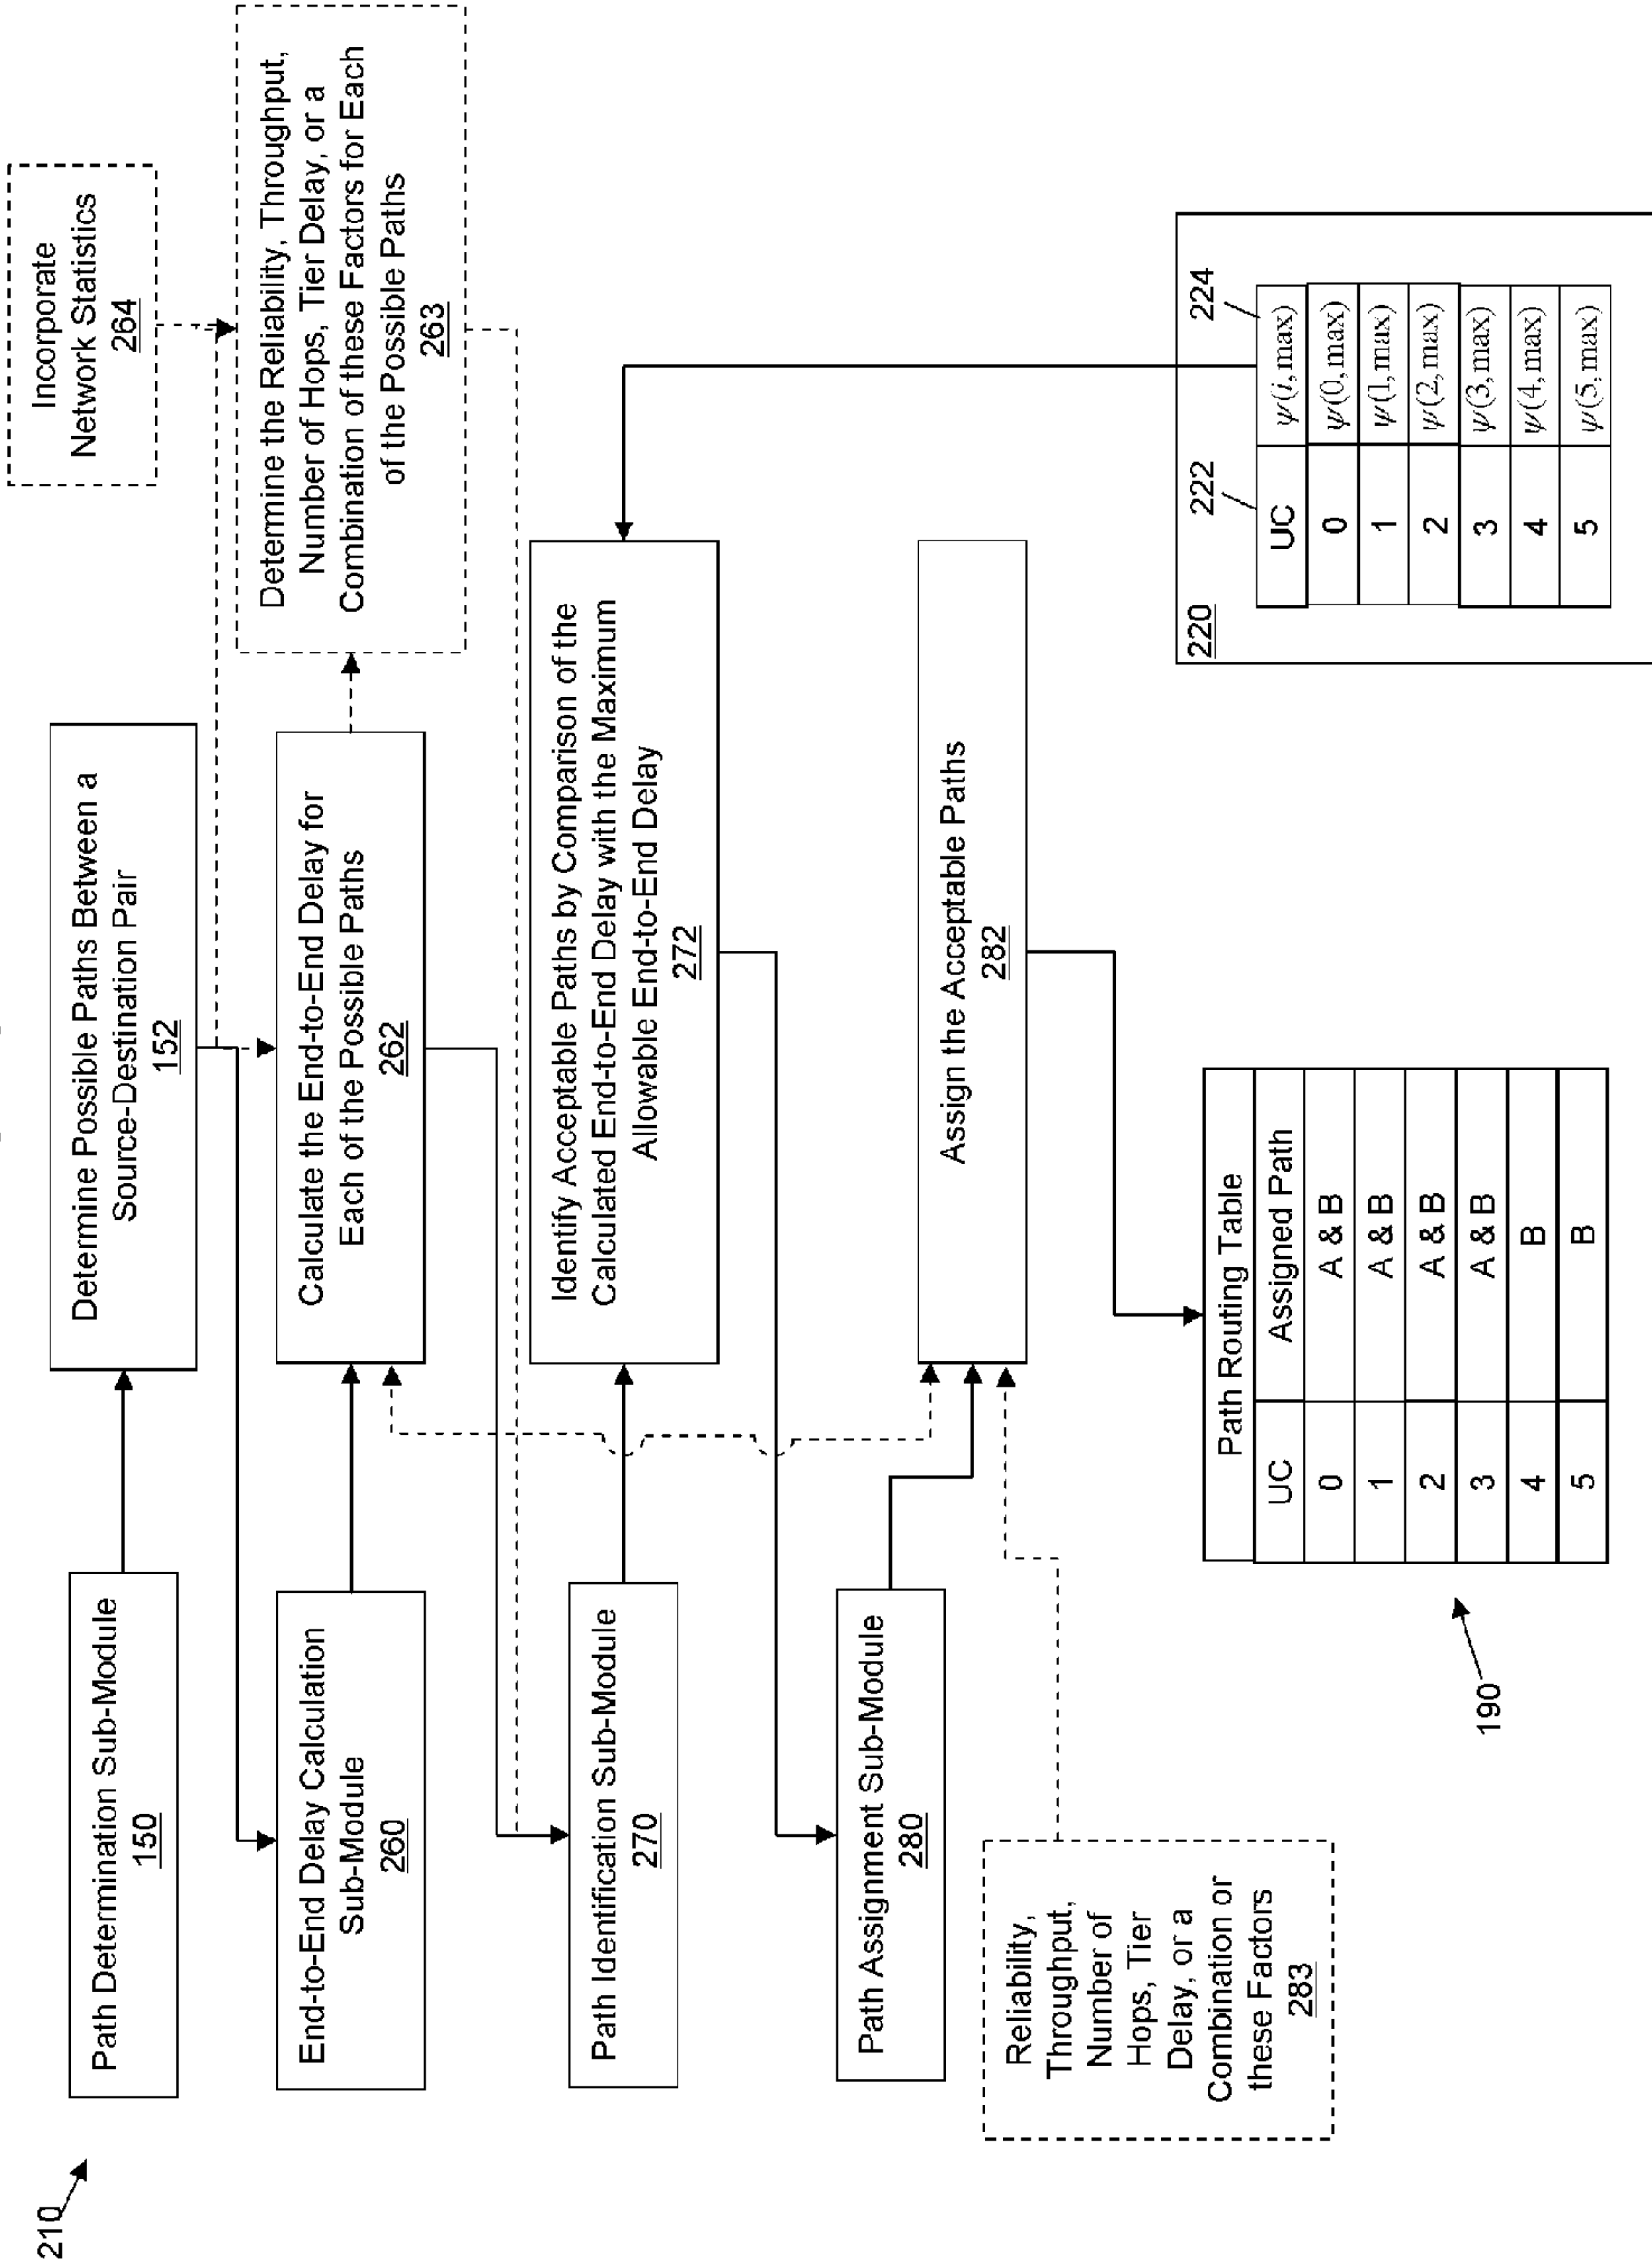 210
Path Determination Sub-Module
150
Determine Possible Paths Between a
Source-Destination Pair
152
Incorporate
Network Statistics
264
End-to-End Delay Calculation
Sub-Module
260
Calculate the End-to-End Delay for
Each of the Possible Paths
262
Determine the Reliability, Throughput,
Number of Hops, Tier Delay, or a
Combination of these Factors for Each
of the Possible Paths
263
Path Identification Sub-Module
270
Identify Acceptable Paths by Comparison of the
Calculated End-to-End Delay with the Maximum
Allowable End-to-End Delay
272
Path Assignment Sub-Module
280
Assign the Acceptable Paths
282
Reliability,
Throughput,
Number of
Hops, Tier
Delay, or a
Combination or
these Factors
283
190
Path Routing Table
UC Assigned Path
0 A & B
1 A & B
2 A & B
3 A & B
4 B
5 B
220
222
224
UC ψ(i,max)
0 ψ(0,max)
1 ψ(1,max)
2 ψ(2,max)
3 ψ(3,max)
4 ψ(4,max)
5 ψ(5,max)